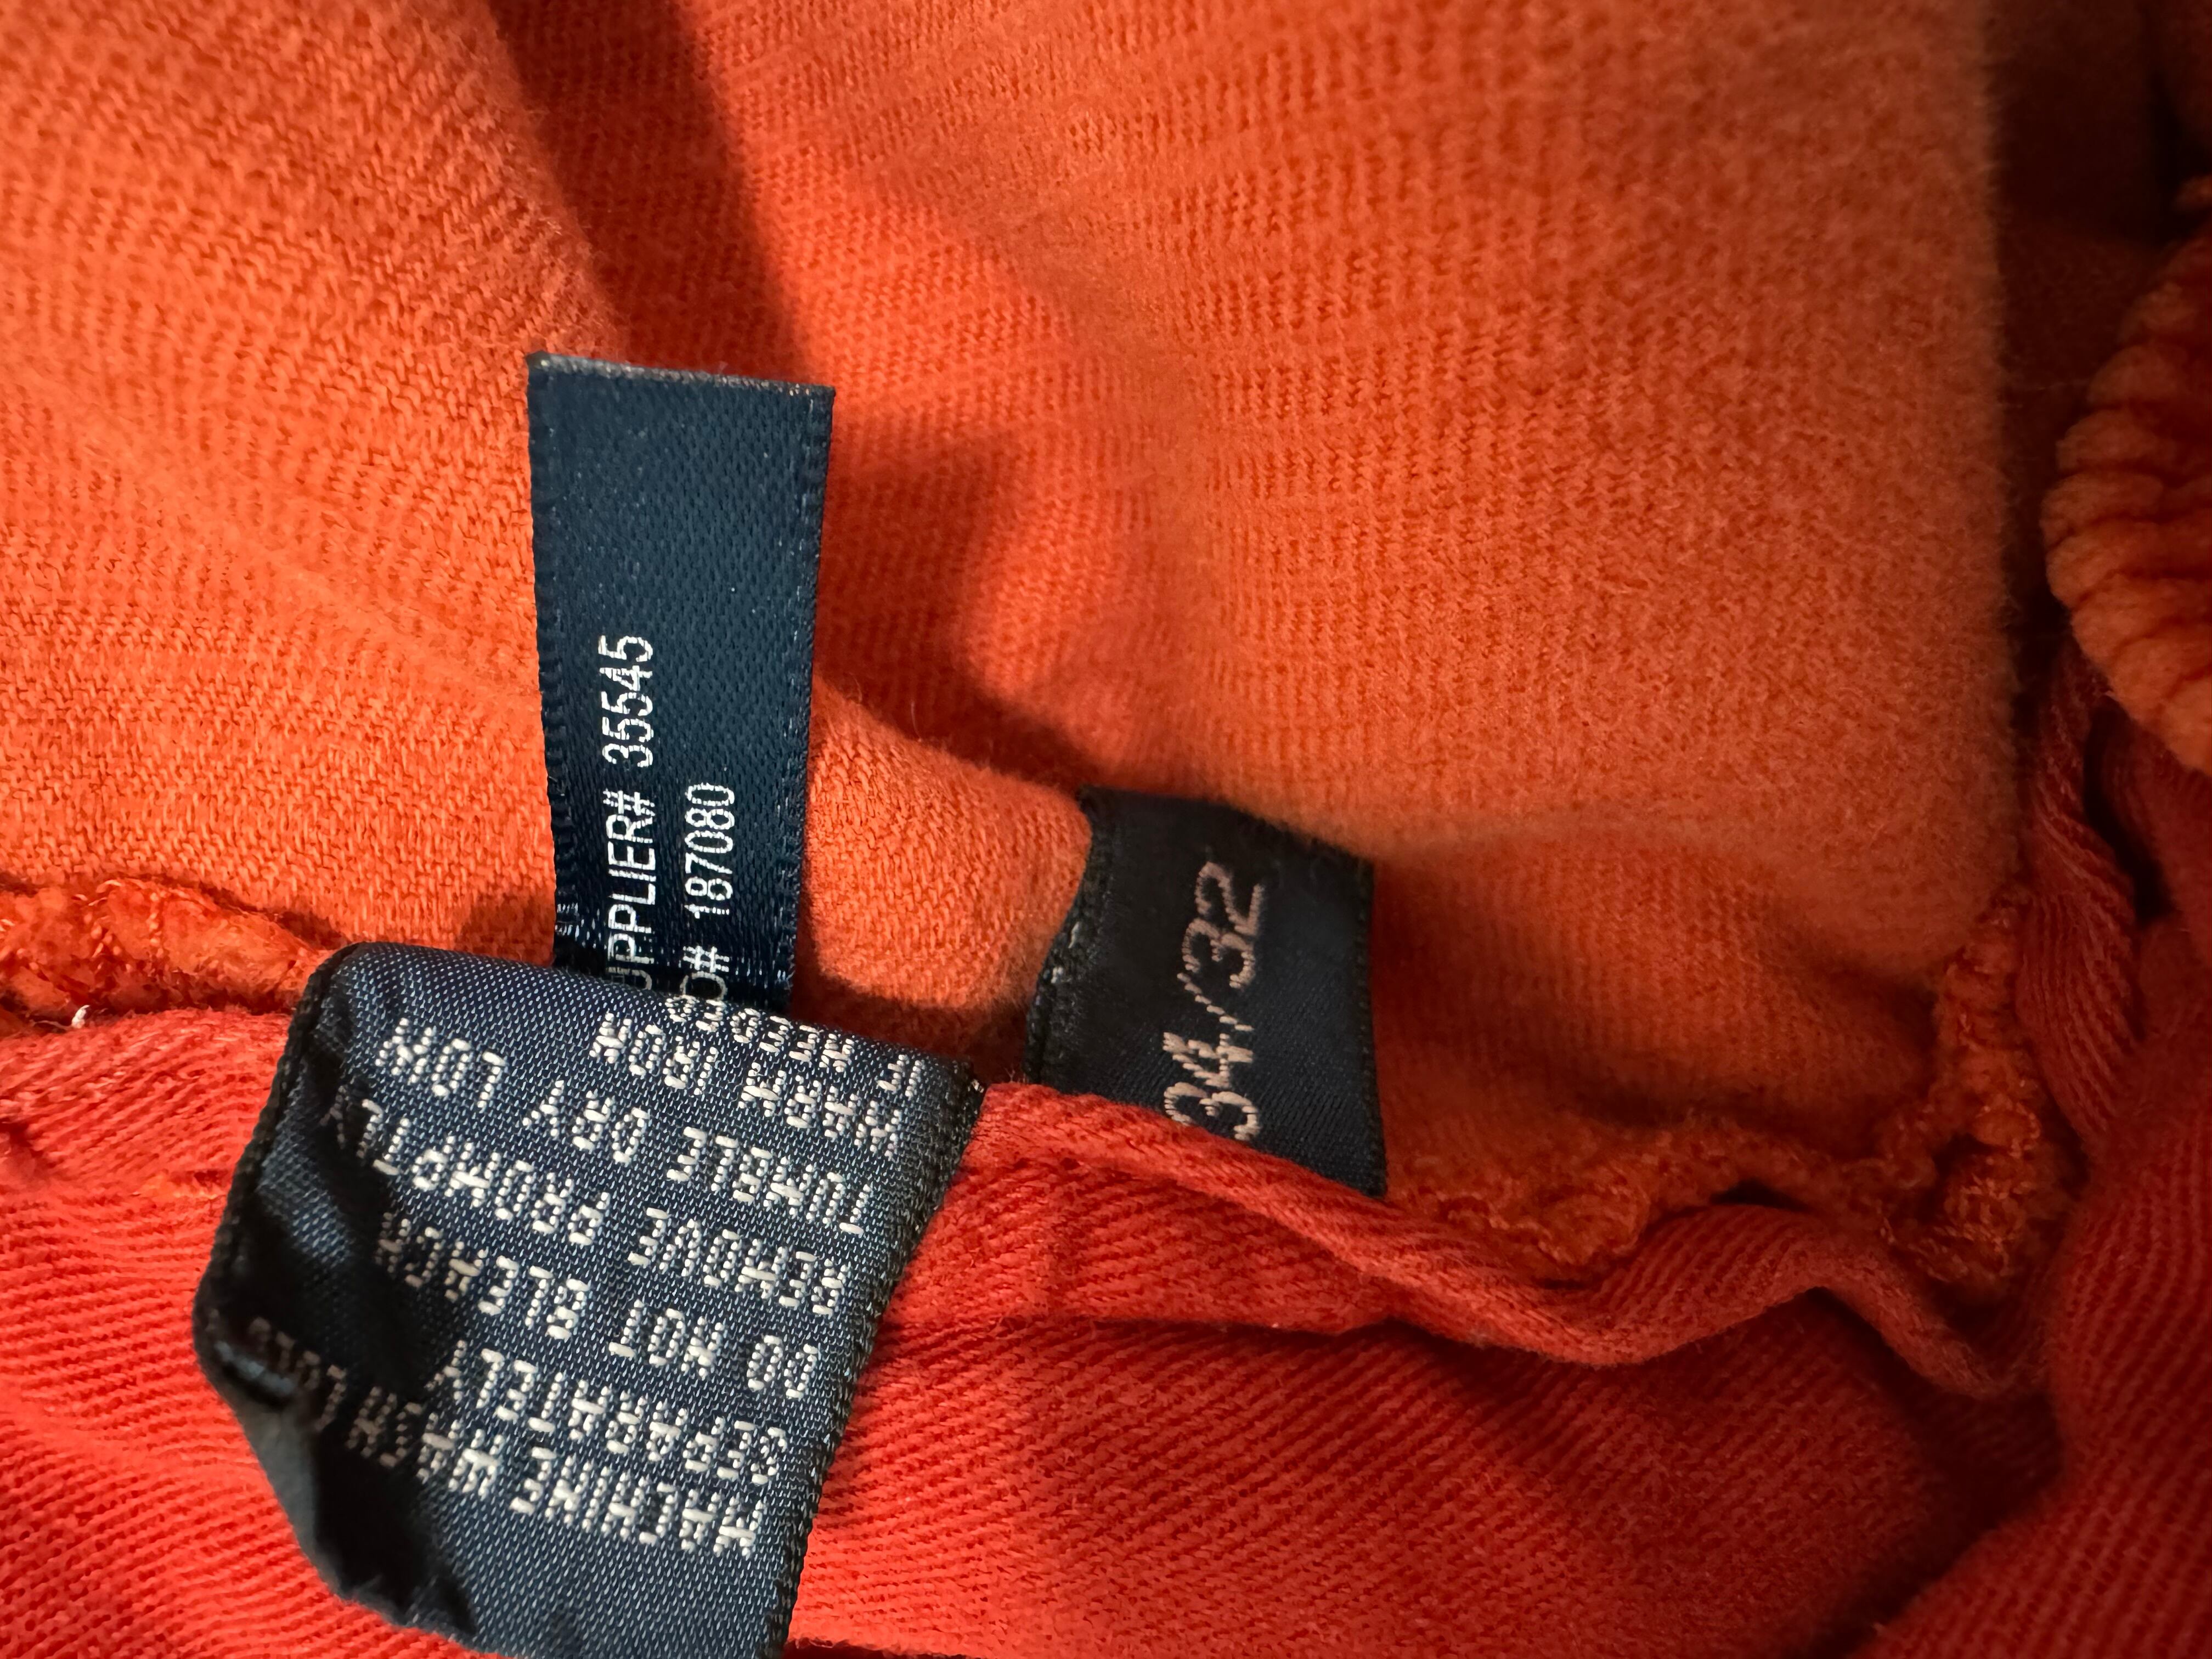 SUPPLIER# 35545
187080
34/32
MACHINE WASH COLD
SEPARATELY
DO NOT BLEACH
REMOVE PROMPTLY
TUMBLE DRY LOW
WARM IRON
IF NEEDED